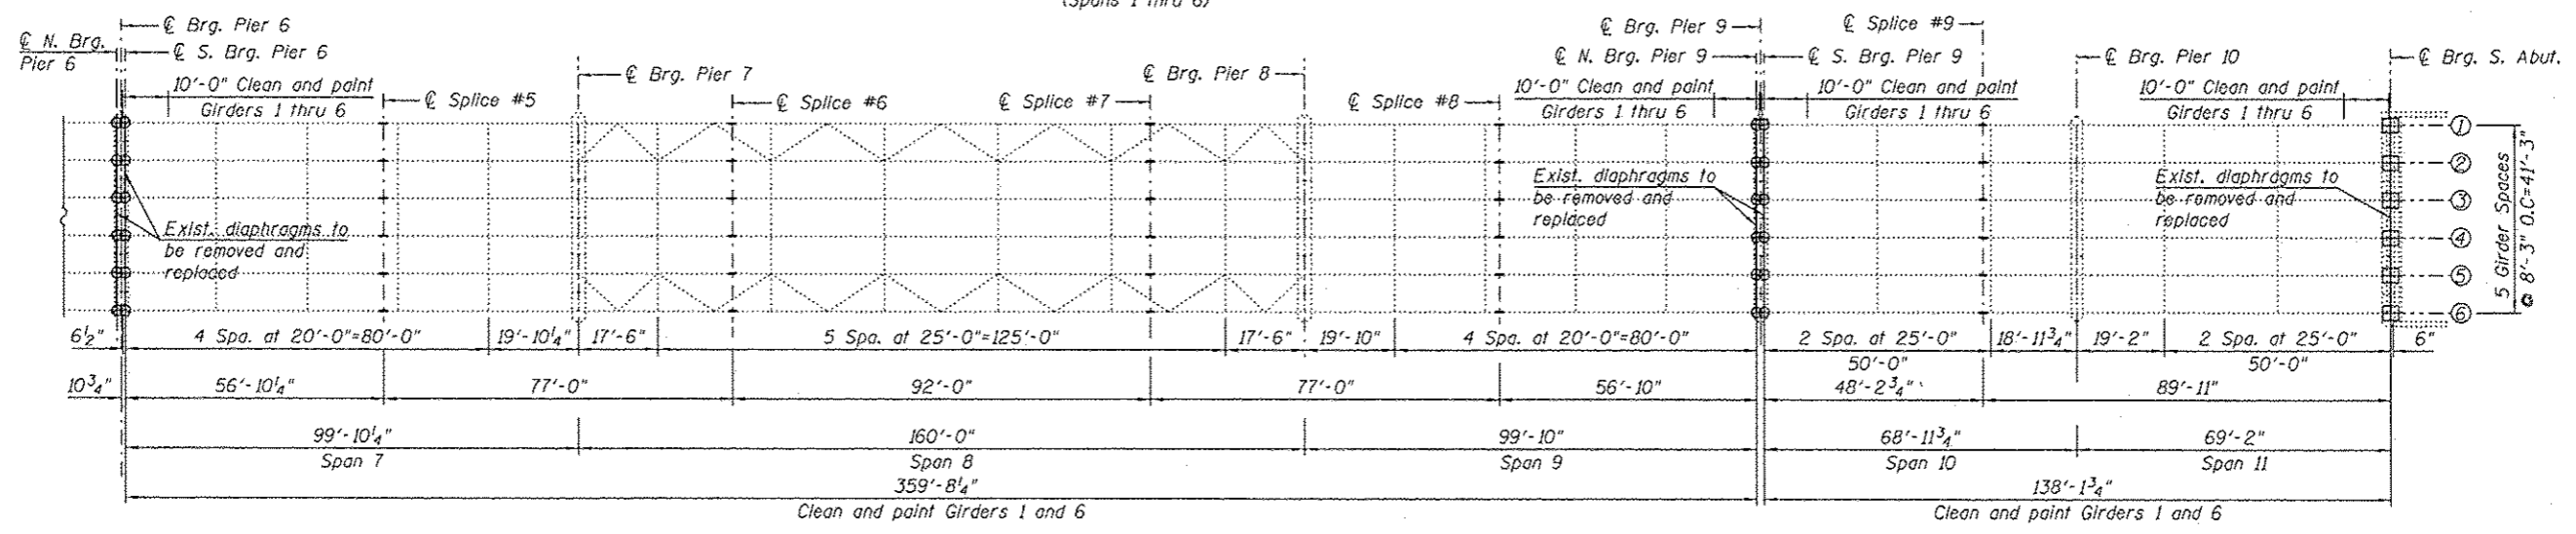 (Spans 1 thru 6)
℄ Brg. Pier 6
℄ N. Brg.
Pier 6
℄ S. Brg. Pier 6
10'-0" Clean and paint
Girders 1 thru 6
℄ Splice #5
℄ Brg. Pier 7
℄ Splice #6
℄ Splice #7
℄ Brg. Pier 8
℄ Splice #8
℄ Brg. Pier 9
℄ N. Brg. Pier 9
10'-0" Clean and paint
Girders 1 thru 6
℄ Splice #9
℄ S. Brg. Pier 9
10'-0" Clean and paint
Girders 1 thru 6
℄ Brg. Pier 10
10'-0" Clean and paint
Girders 1 thru 6
℄ Brg. S. Abut.
Exist. diaphragms to
be removed and
replaced
Exist. diaphragms to
be removed and
replaced
Exist. diaphragms to
be removed and
replaced
1
2
3
4
5
6
5 Girder Spaces
@ 8'-3" O.C=41'-3"
6½"
4 Spa. at 20'-0"=80'-0"
19'-10¼"
17'-6"
5 Spa. at 25'-0"=125'-0"
17'-6"
19'-10"
4 Spa. at 20'-0"=80'-0"
2 Spa. at 25'-0"
50'-0"
18'-11¾"
19'-2"
2 Spa. at 25'-0"
50'-0"
6"
10¾"
56'-10¼"
77'-0"
92'-0"
77'-0"
56'-10"
48'-2¾"
89'-11"
99'-10¼"
Span 7
160'-0"
Span 8
99'-10"
Span 9
68'-11¾"
Span 10
69'-2"
Span 11
359'-8¼"
Clean and paint Girders 1 and 6
138'-1¾"
Clean and paint Girders 1 and 6